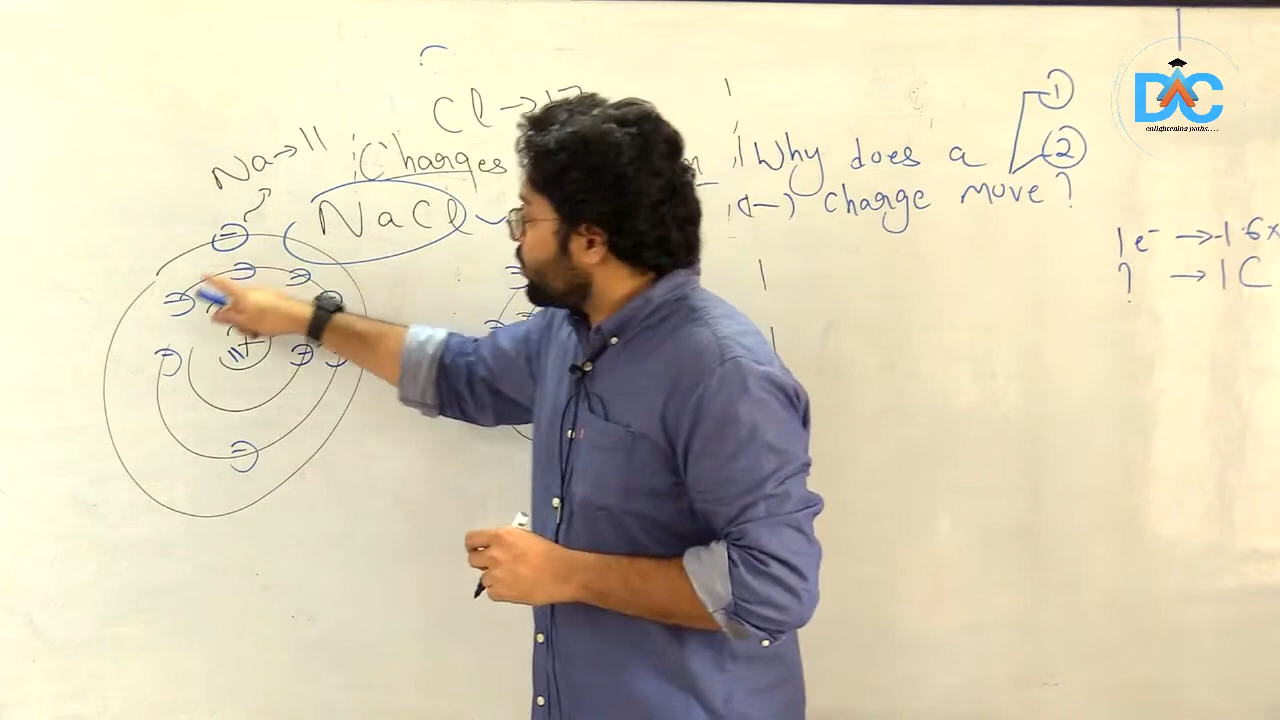 Cl → 17
Na → 11
Charges
NaCl
Why does a
(-) charge move?
1
2
1e⁻ → -1.6x
? → 1C
11+
DAC
enlightening paths....